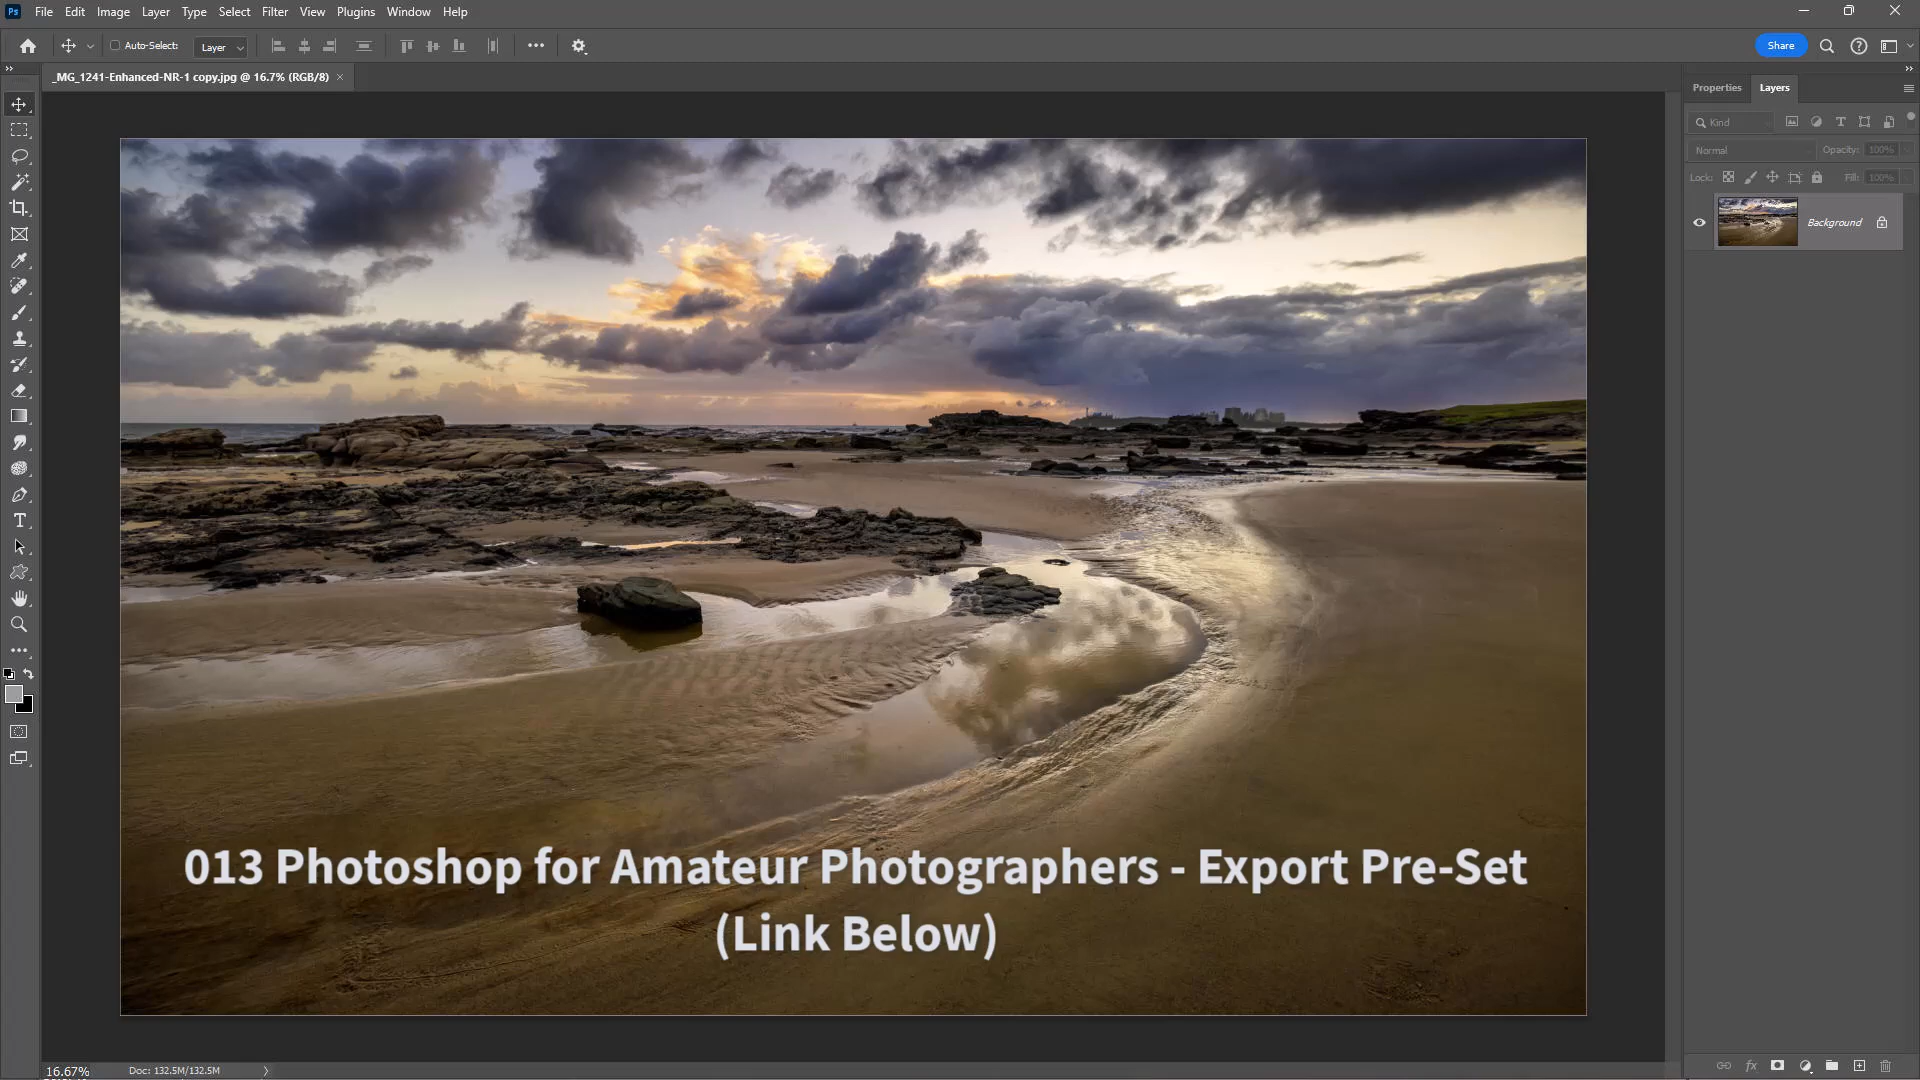 Ps File Edit Image Layer Type Select Filter View Plugins Window Help
Auto-Select: Layer Share
_MG_1241-Enhanced-NR-1 copy.jpg @ 16.7% (RGB/8)
Properties Layers
Kind
Normal Opacity: 100%
Lock: Fill: 100%
Background
013 Photoshop for Amateur Photographers - Export Pre-Set
(Link Below)
fx
16.67% Doc: 132.5M/132.5M